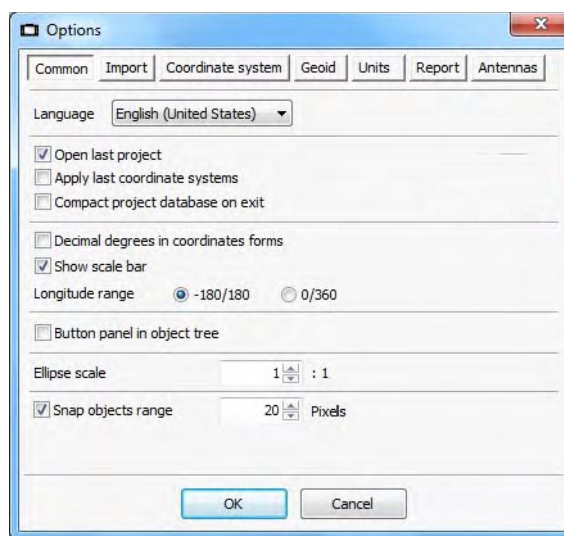 Options
Common Import Coordinate system Geoid Units Report Antennas
Language English (United States)
Open last project
Apply last coordinate systems
Compact project database on exit
Decimal degrees in coordinates forms
Show scale bar
Longitude range -180/180 0/360
Button panel in object tree
Ellipse scale 1 : 1
Snap objects range 20 Pixels
OK Cancel